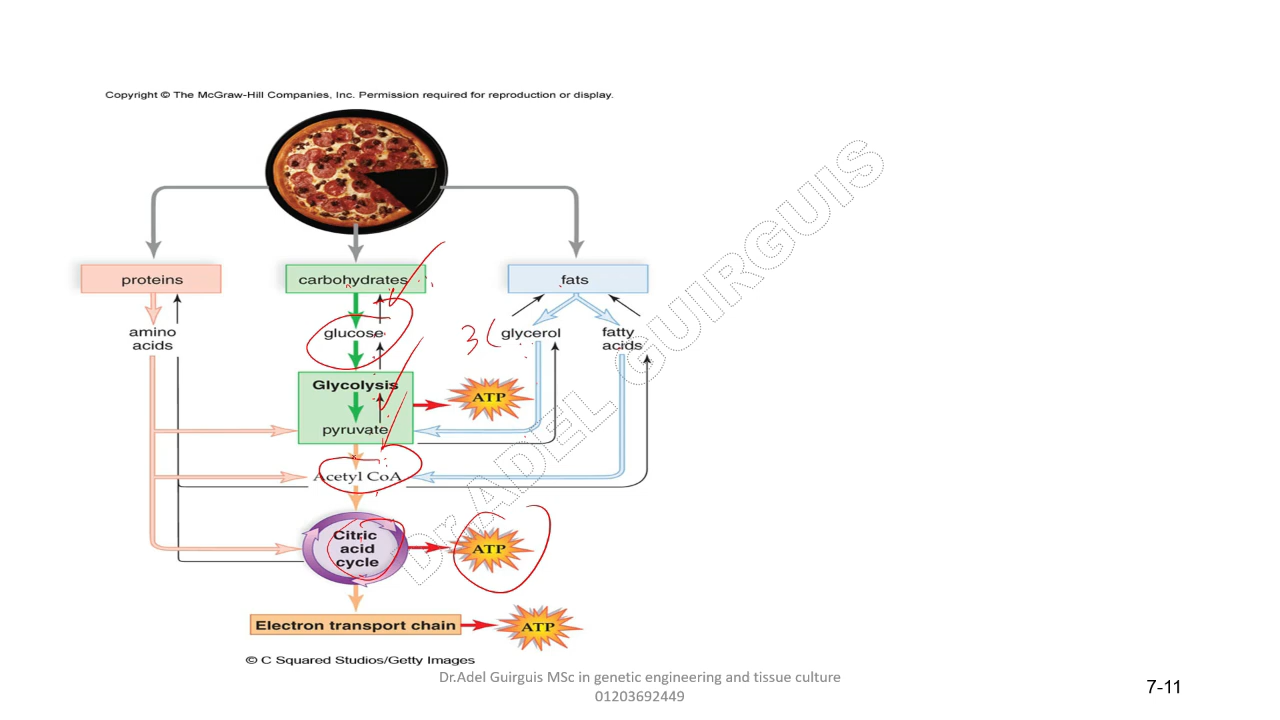 Copyright © The McGraw-Hill Companies, Inc. Permission required for reproduction or display.
proteins
carbohydrates
fats
amino
acids
glucose
3C
glycerol
fatty
acids
Glycolysis
pyruvate
ATP
Acetyl CoA
Citric
acid
cycle
ATP
Electron transport chain
ATP
Dr.ADEL GUIRGUIS
© C Squared Studios/Getty Images
Dr.Adel Guirguis MSc in genetic engineering and tissue culture
01203692449
7-11